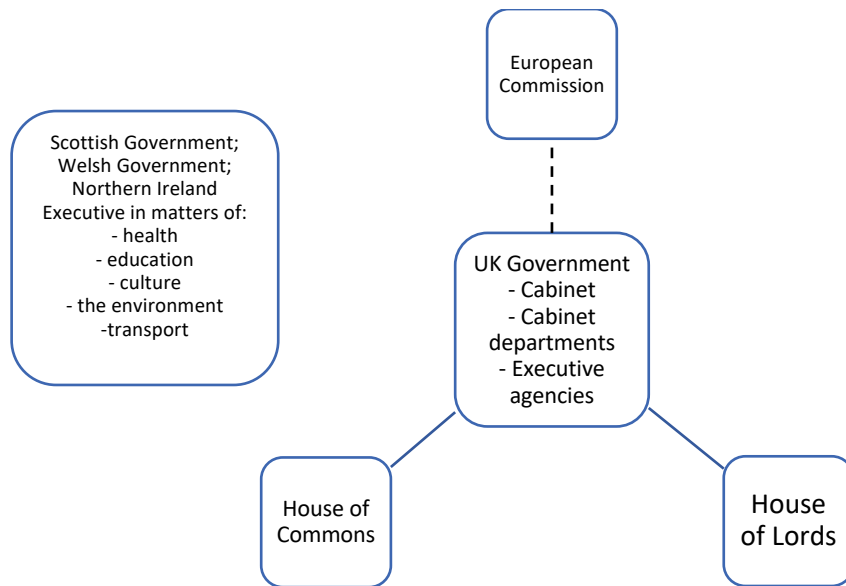 European
Commission
Scottish Government;
Welsh Government;
Northern Ireland
Executive in matters of:
- health
- education
- culture
- the environment
-transport
UK Government
- Cabinet
- Cabinet
departments
- Executive
agencies
House of
Commons
House
of Lords